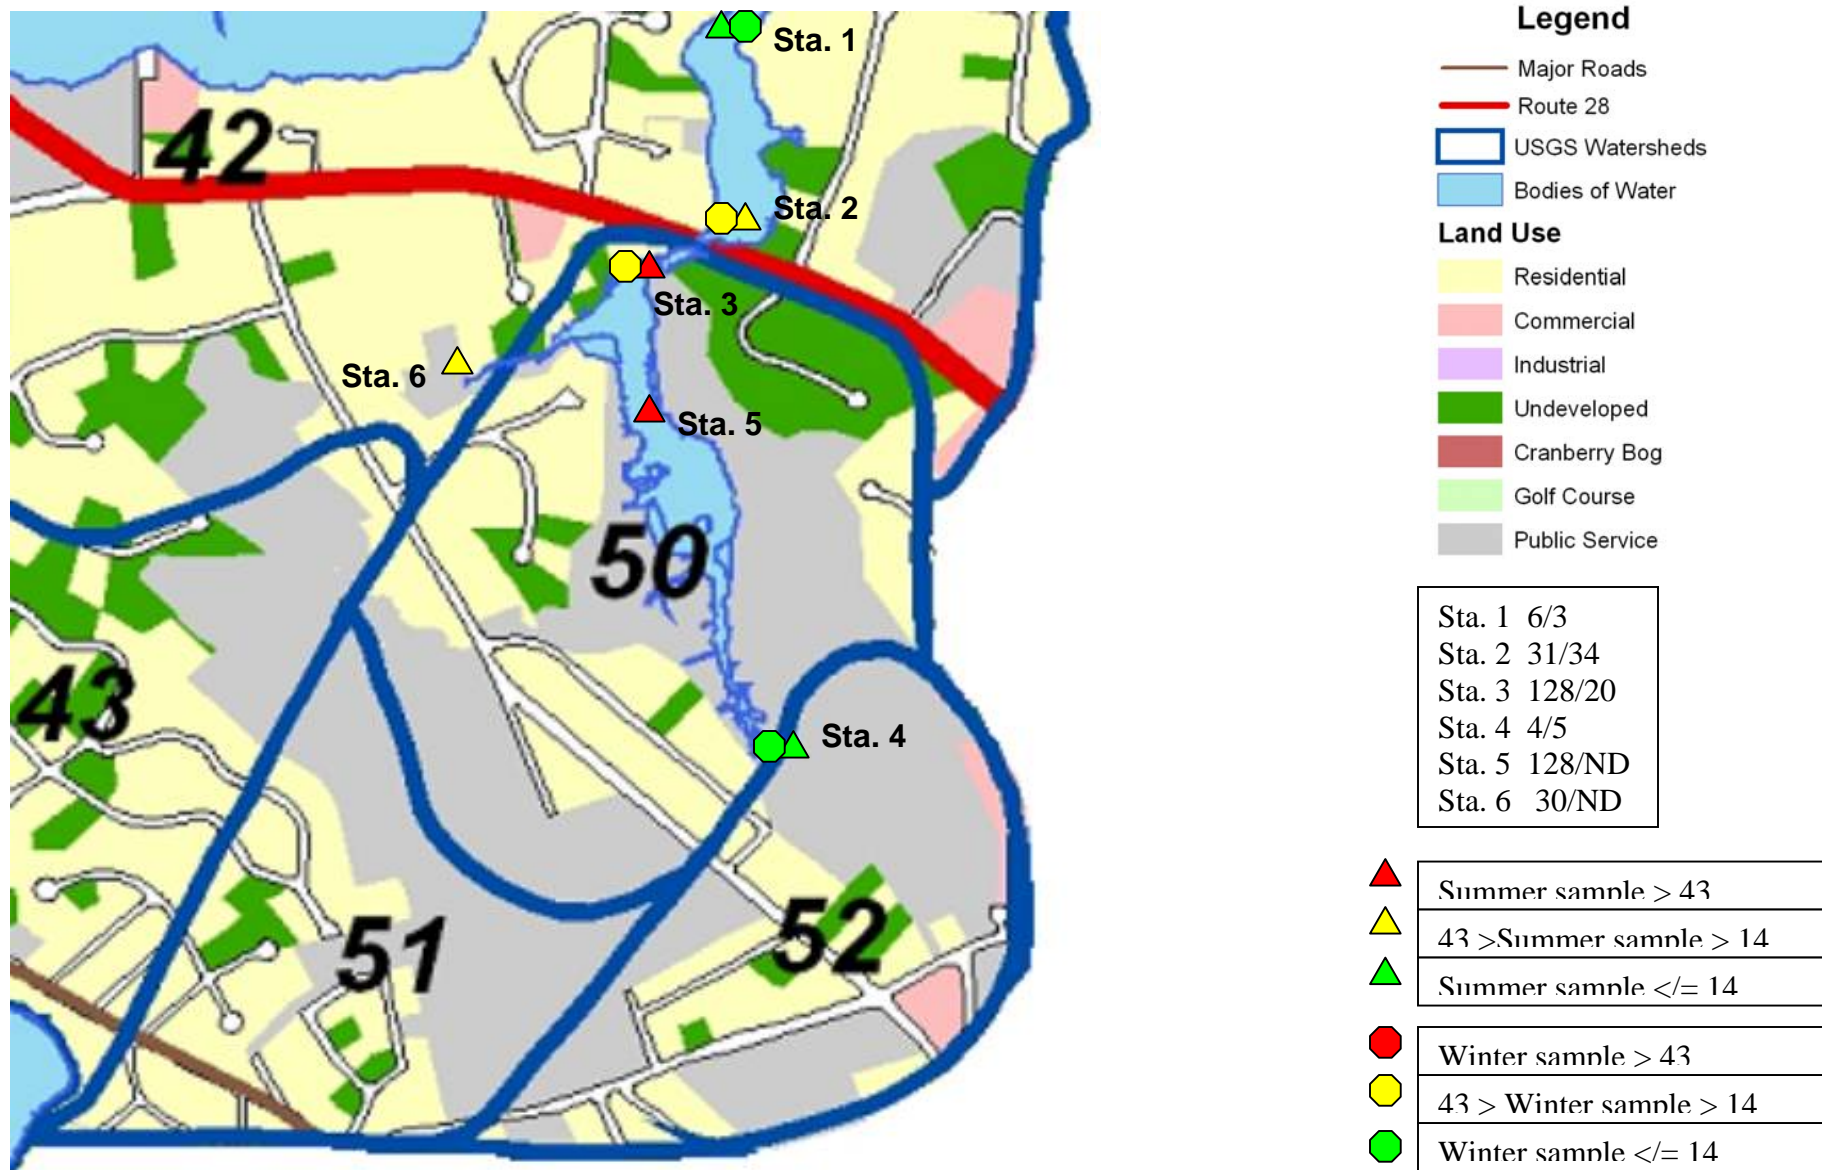 Sta. 1
42
Sta. 2
Sta. 3
Sta. 6
Sta. 5
50
43
Sta. 4
52
51
Legend
Major Roads
Route 28
USGS Watersheds
Bodies of Water
Land Use
Residential
Commercial
Industrial
Undeveloped
Cranberry Bog
Golf Course
Public Service
Sta. 1 6/3
Sta. 2 31/34
Sta. 3 128/20
Sta. 4 4/5
Sta. 5 128/ND
Sta. 6 30/ND
Summer sample > 43
43 >Summer sample > 14
Summer sample </= 14
Winter sample > 43
43 > Winter sample > 14
Winter sample </= 14